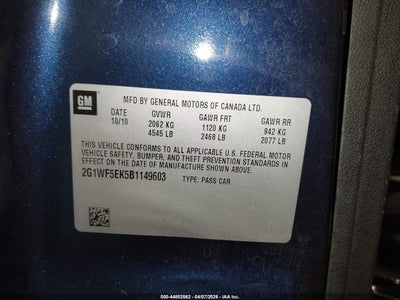 GM
MFD BY GENERAL MOTORS OF CANADA LTD.
DATE GVWR GAWR FRT GAWR RR
10/10 2062 KG 1120 KG 942 KG
4545 LB 2468 LB 2077 LB
THIS VEHICLE CONFORMS TO ALL APPLICABLE U.S. FEDERAL MOTOR
VEHICLE SAFETY, BUMPER, AND THEFT PREVENTION STANDARDS
IN EFFECT ON THE DATE OF MANUFACTURE SHOWN ABOVE.
2G1WF5EK5B1149603 TYPE: PASS CAR
000-44802562 - 04/07/2026 - IAA Inc.